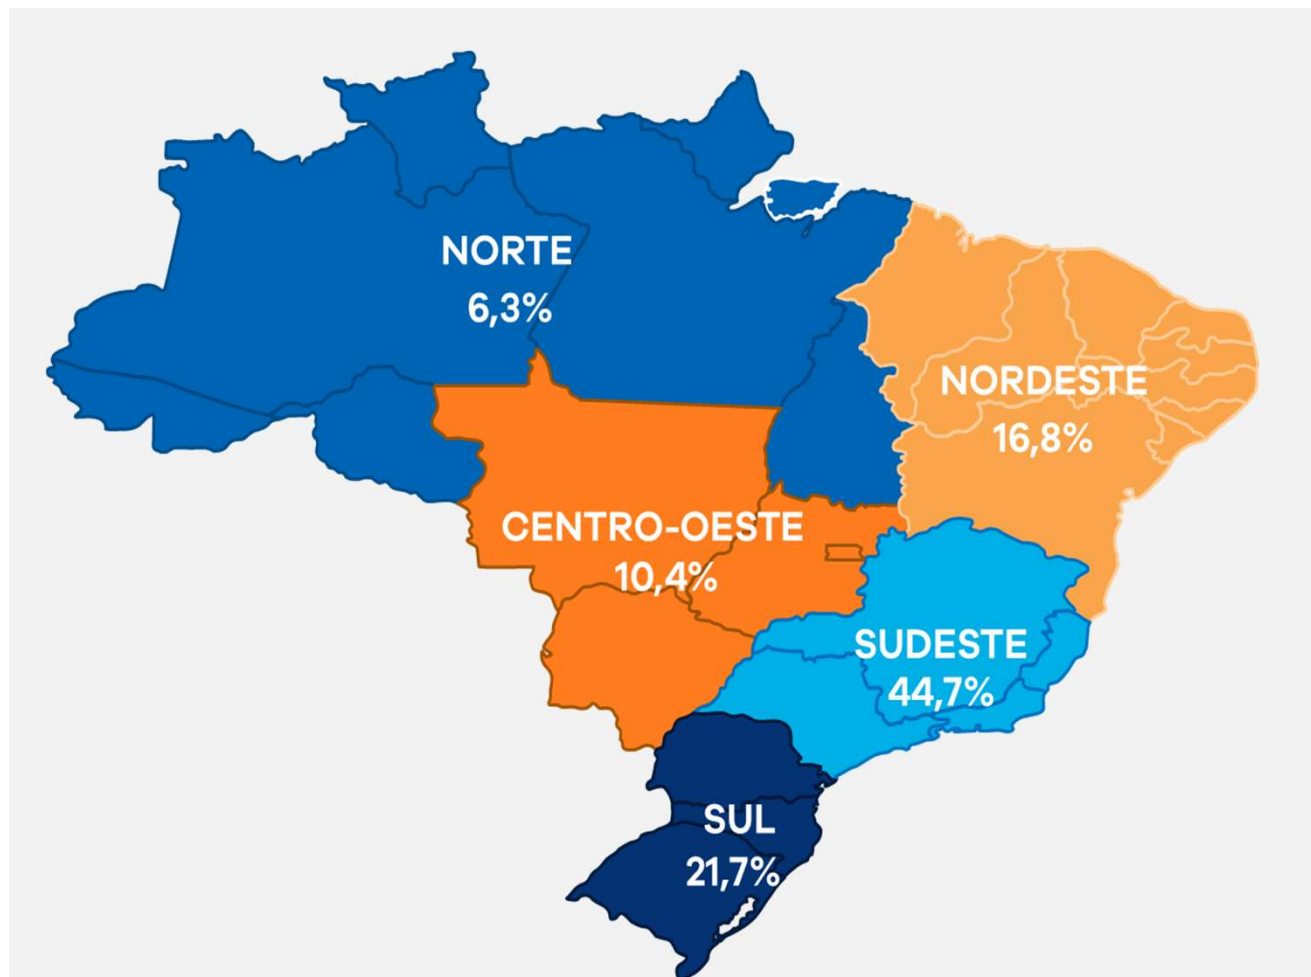 NORTE
6,3%
NORDESTE
16,8%
CENTRO-OESTE
10,4%
SUDESTE
44,7%
SUL
21,7%